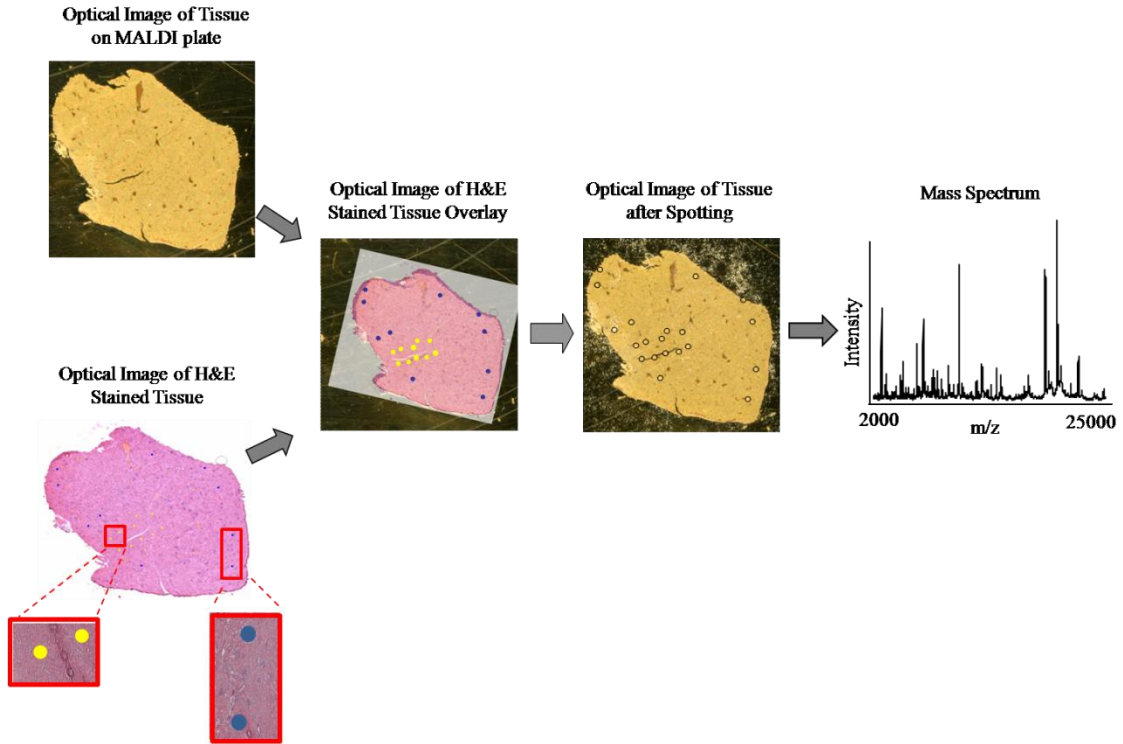 Optical Image of Tissue
on MALDI plate
Optical Image of H&E
Stained Tissue Overlay
Optical Image of Tissue
after Spotting
Mass Spectrum
Intensity
2000
25000
m/z
Optical Image of H&E
Stained Tissue